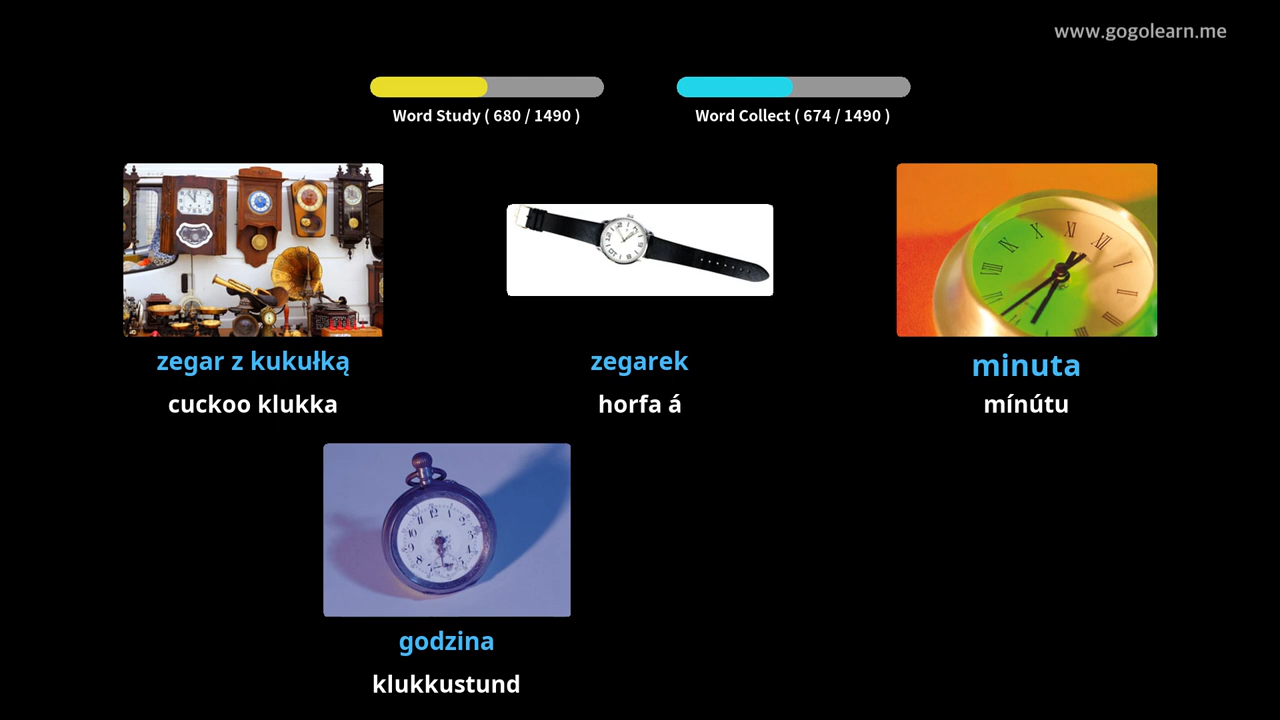 www.gogolearn.me
Word Study ( 680 / 1490 )
Word Collect ( 674 / 1490 )
zegar z kukułką
cuckoo klukka
zegarek
horfa á
minuta
mínútu
godzina
klukkustund